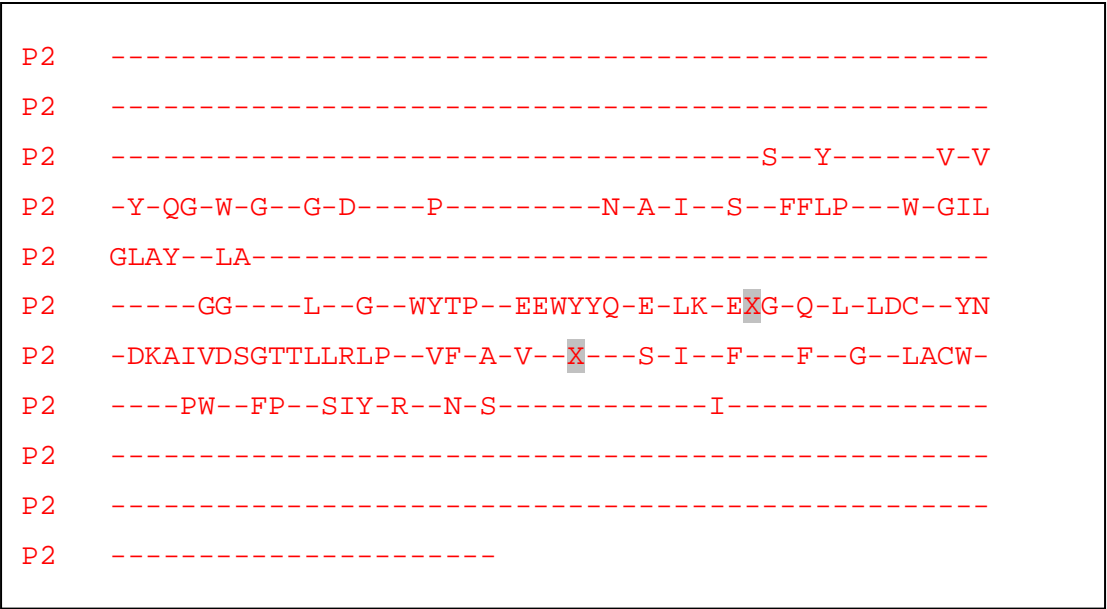 P2 --------------------------------------------------
P2 --------------------------------------------------
P2 -------------------------------------S--Y------V-V
P2 -Y-QG-W-G--G-D----P---------N-A-I--S--FFLP---W-GIL
P2 GLAY--LA------------------------------------------
P2 -----GG----L--G--WYTP--EEWYYQ-E-LK-EXG-Q-L-LDC--YN
P2 -DKAIVDSGTTLLRLP--VF-A-V--X---S-I--F---F--G--LACW-
P2 ----PW--FP--SIY-R--N-S------------I---------------
P2 --------------------------------------------------
P2 --------------------------------------------------
P2 ----------------------